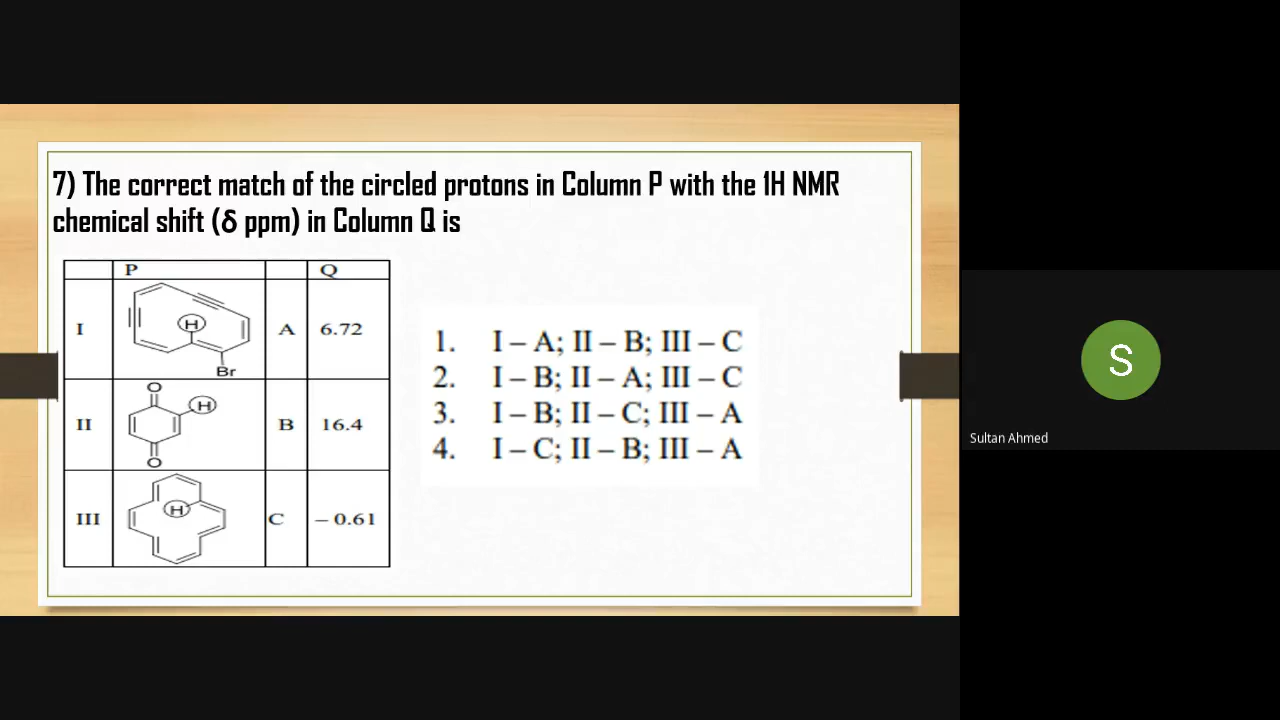 7) The correct match of the circled protons in Column P with the 1H NMR
chemical shift (δ ppm) in Column Q is
P Q
I H Br A 6.72
II O H O B 16.4
III H C – 0.61
1. I – A; II – B; III – C
2. I – B; II – A; III – C
3. I – B; II – C; III – A
4. I – C; II – B; III – A
S
Sultan Ahmed